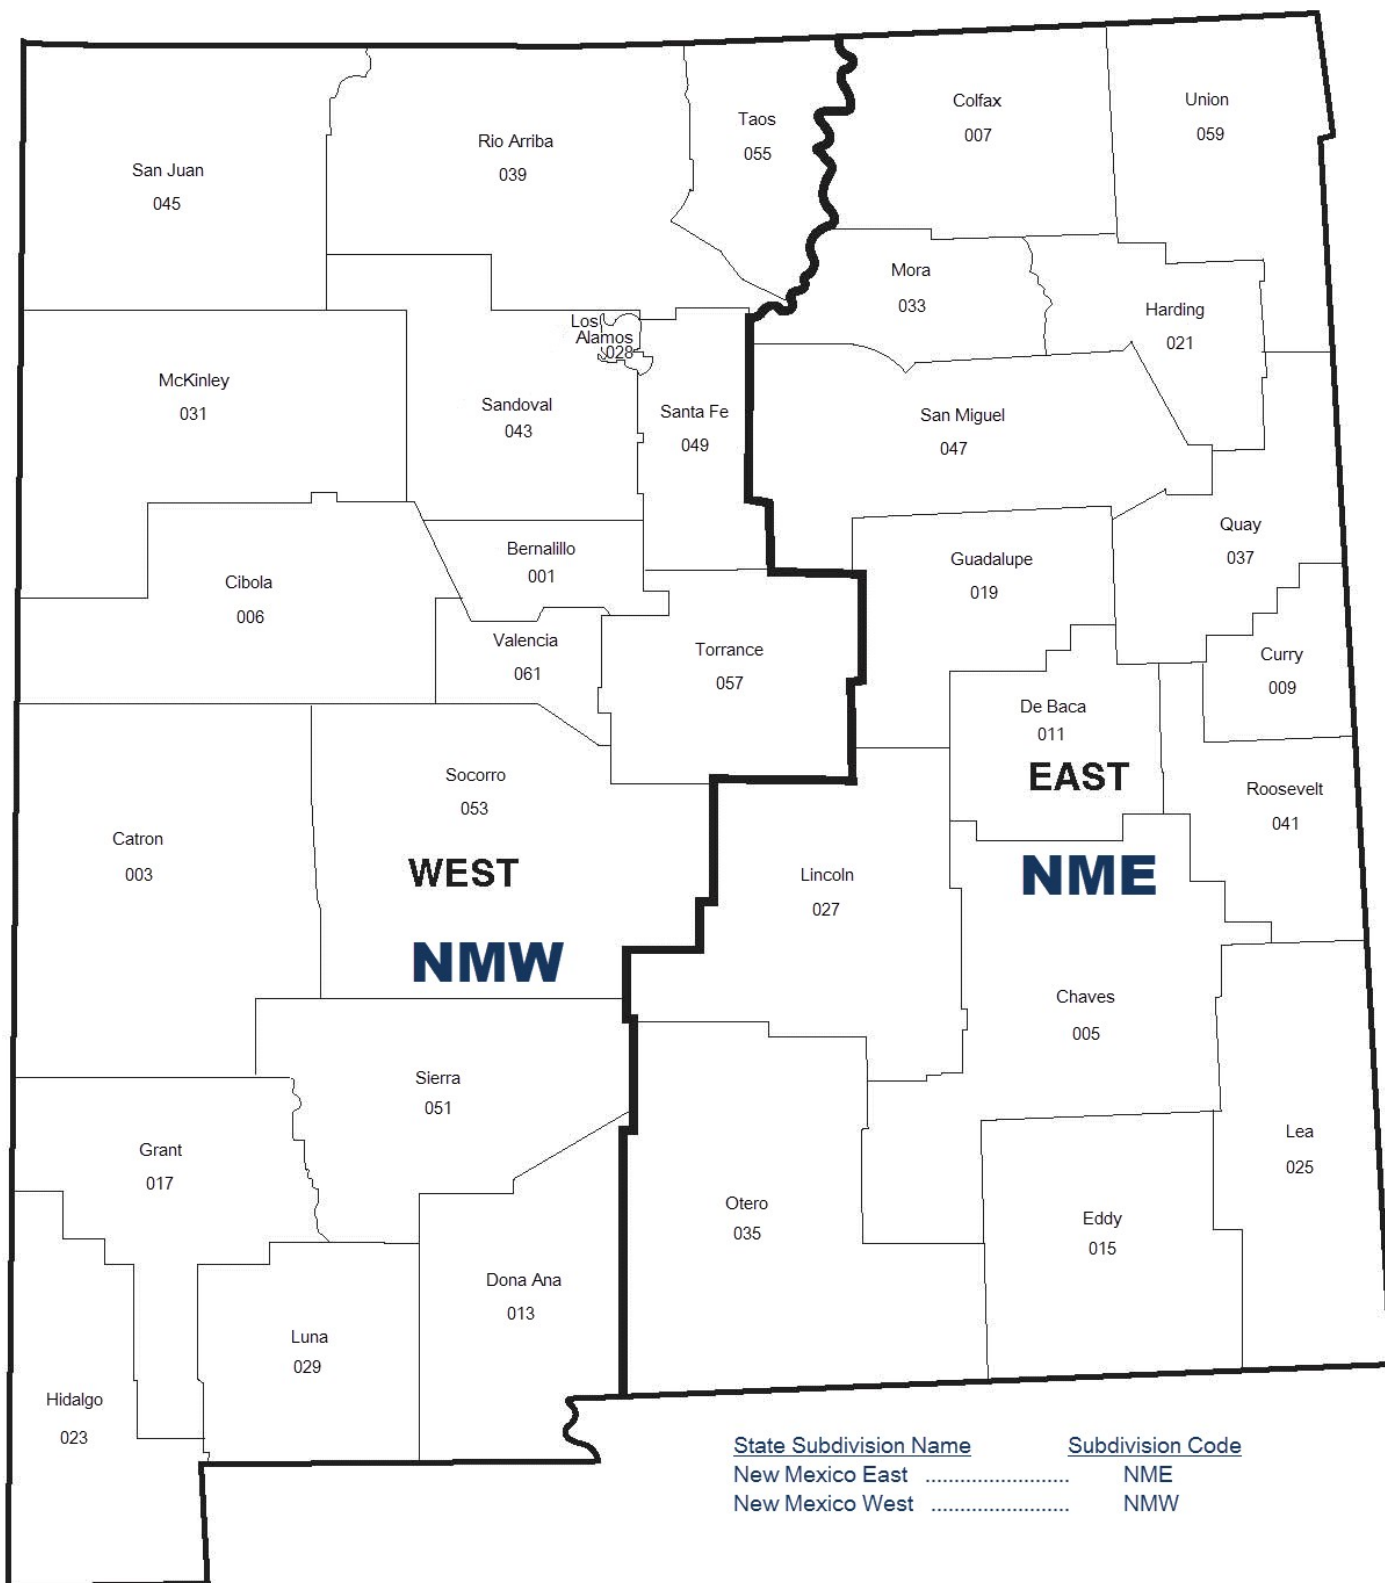 Colfax
007
Union
059
Taos
055
Rio Arriba
039
San Juan
045
Mora
033
Harding
021
Los
Alamos
028
McKinley
031
Sandoval
043
Santa Fe
049
San Miguel
047
Quay
037
Bernalillo
001
Guadalupe
019
Cibola
006
Valencia
061
Torrance
057
Curry
009
De Baca
011
EAST
Socorro
053
Roosevelt
041
Catron
003
WEST
Lincoln
027
NME
NMW
Chaves
005
Sierra
051
Grant
017
Lea
025
Otero
035
Eddy
015
Dona Ana
013
Luna
029
Hidalgo
023
State Subdivision Name Subdivision Code
New Mexico East ......................... NME
New Mexico West ........................ NMW